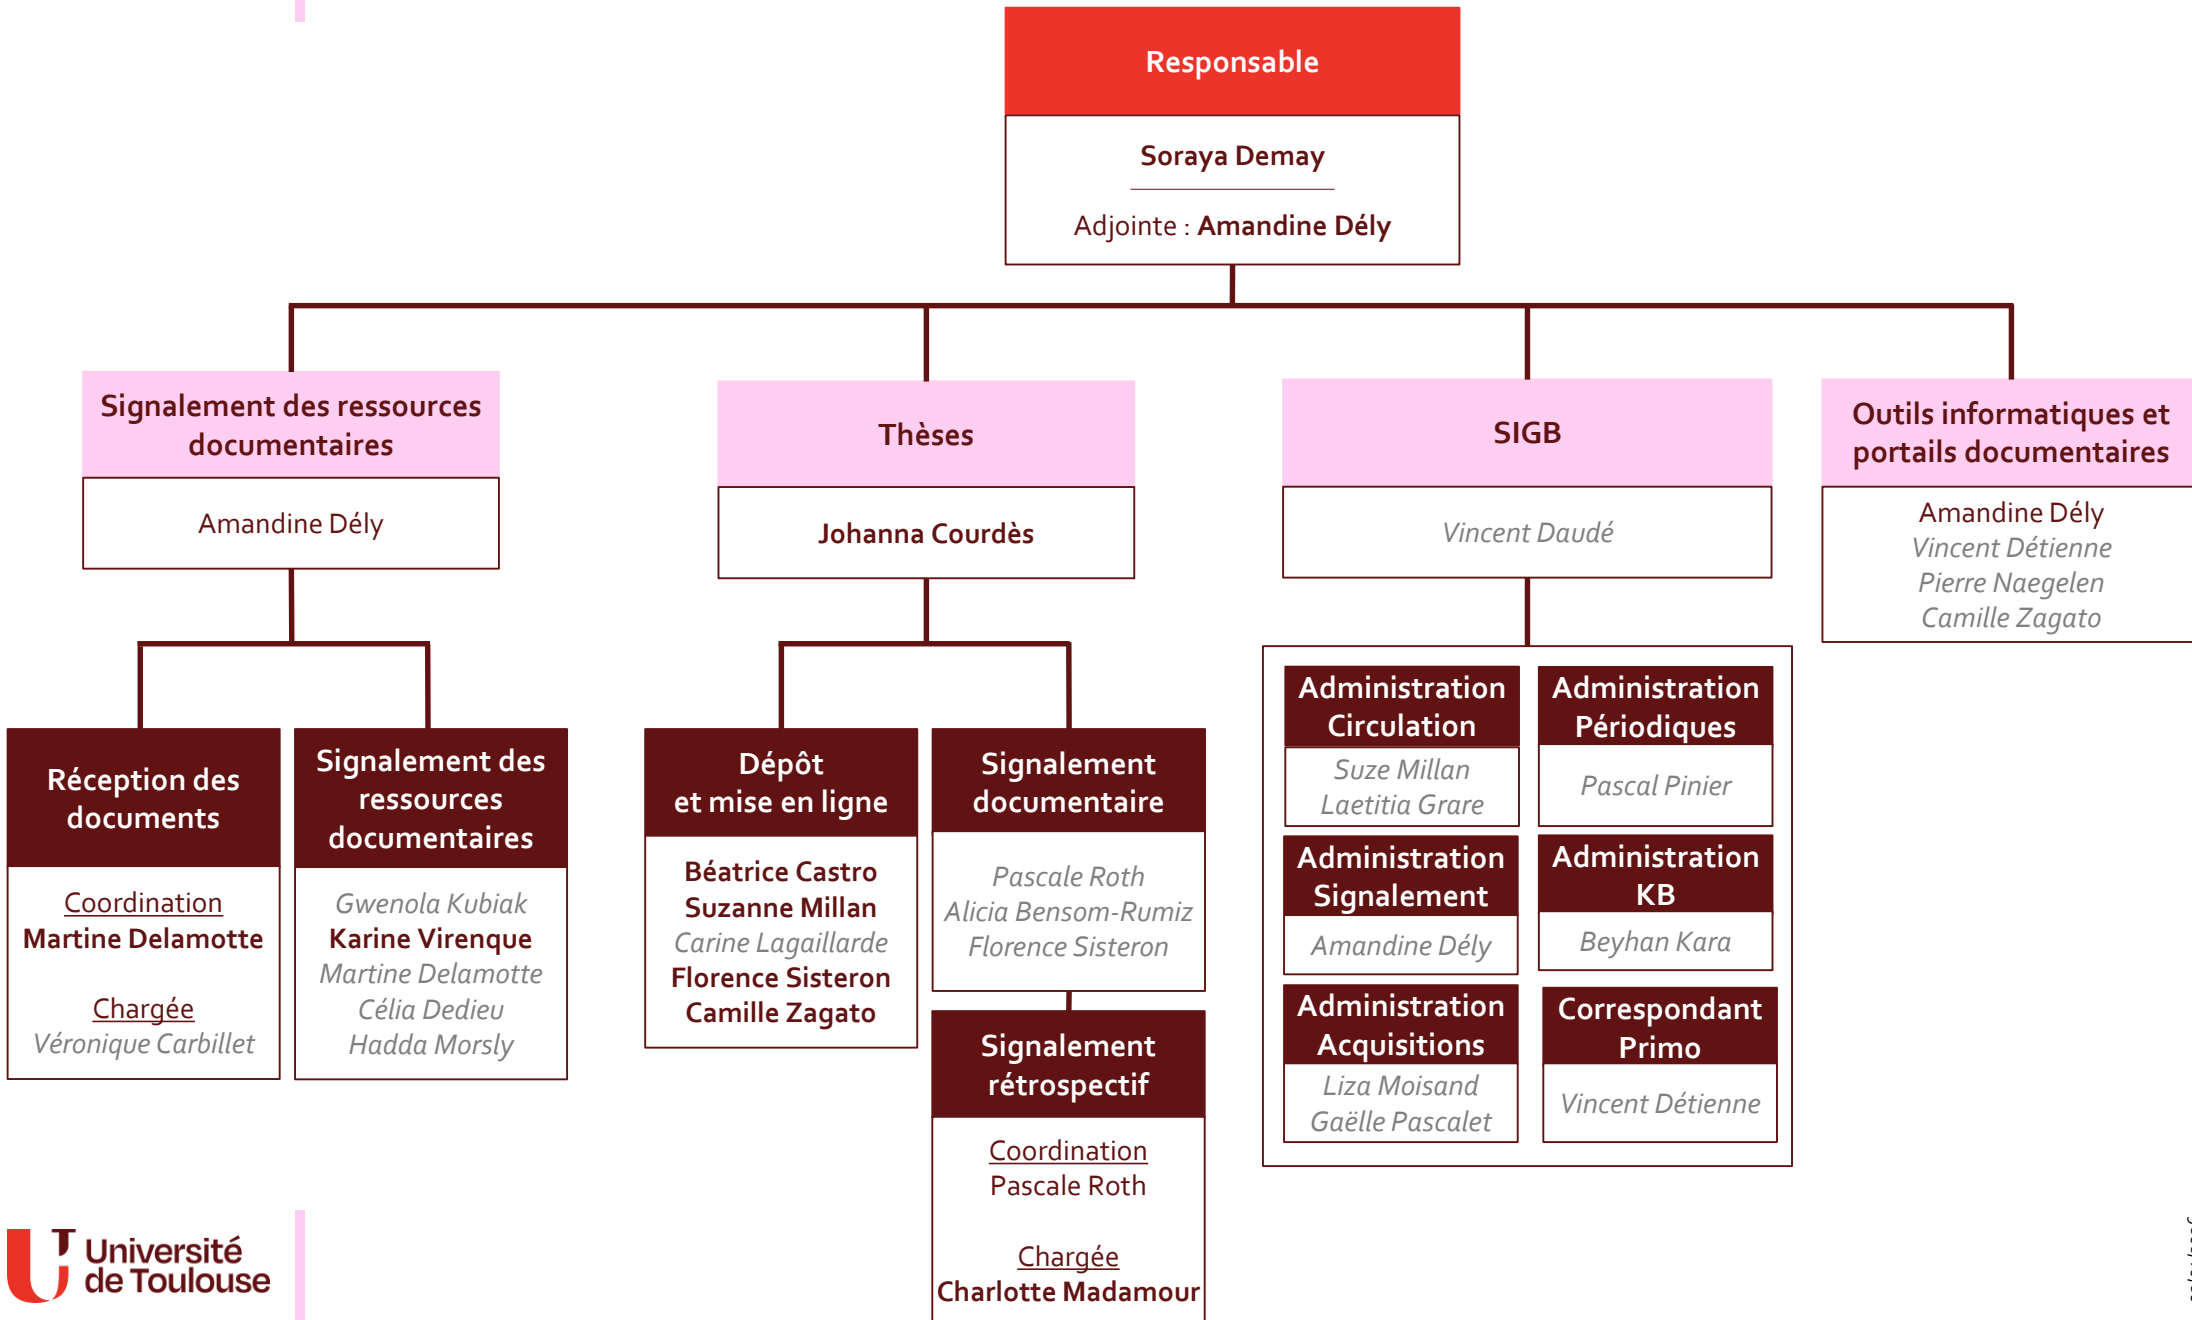 Responsable
Soraya Demay
Adjointe : Amandine Dély
Signalement des ressources
documentaires
Amandine Dély
Réception des
documents
Coordination
Martine Delamotte
Chargée
Véronique Carbillet
Signalement des
ressources
documentaires
Gwenola Kubiak
Karine Virenque
Martine Delamotte
Célia Dedieu
Hadda Morsly
Thèses
Johanna Courdès
Dépôt
et mise en ligne
Béatrice Castro
Suzanne Millan
Carine Lagaillarde
Florence Sisteron
Camille Zagato
Signalement
documentaire
Pascale Roth
Alicia Bensom-Rumiz
Florence Sisteron
Signalement
rétrospectif
Coordination
Pascale Roth
Chargée
Charlotte Madamour
SIGB
Vincent Daudé
Administration
Circulation
Suze Millan
Laetitia Grare
Administration
Périodiques
Pascal Pinier
Administration
Signalement
Amandine Dély
Administration
KB
Beyhan Kara
Administration
Acquisitions
Liza Moisand
Gaëlle Pascalet
Correspondant
Primo
Vincent Détienne
Outils informatiques et
portails documentaires
Amandine Dély
Vincent Détienne
Pierre Naegelen
Camille Zagato
Université
de Toulouse